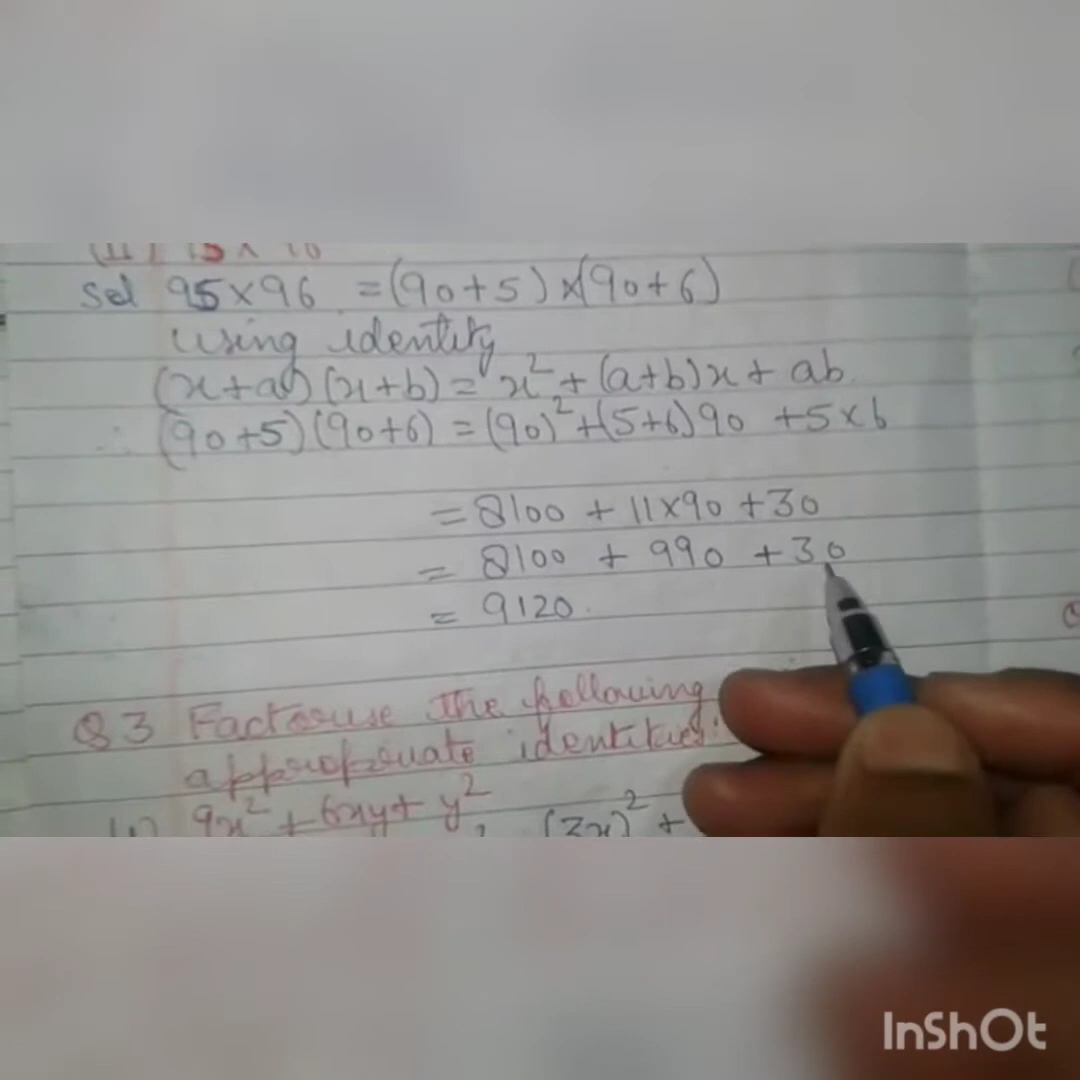 Sol 95×96 = (90+5)×(90+6)
using identity
(x+a)(x+b) = x² + (a+b)x + ab
∴ (90+5)(90+6) = (90)² + (5+6)90 + 5×6
= 8100 + 11×90 + 30
= 8100 + 990 + 30
= 9120.
Q3 Factorise the following
appropriate identities:
9x² + 6xy + y²
(3x)² +
InShOt